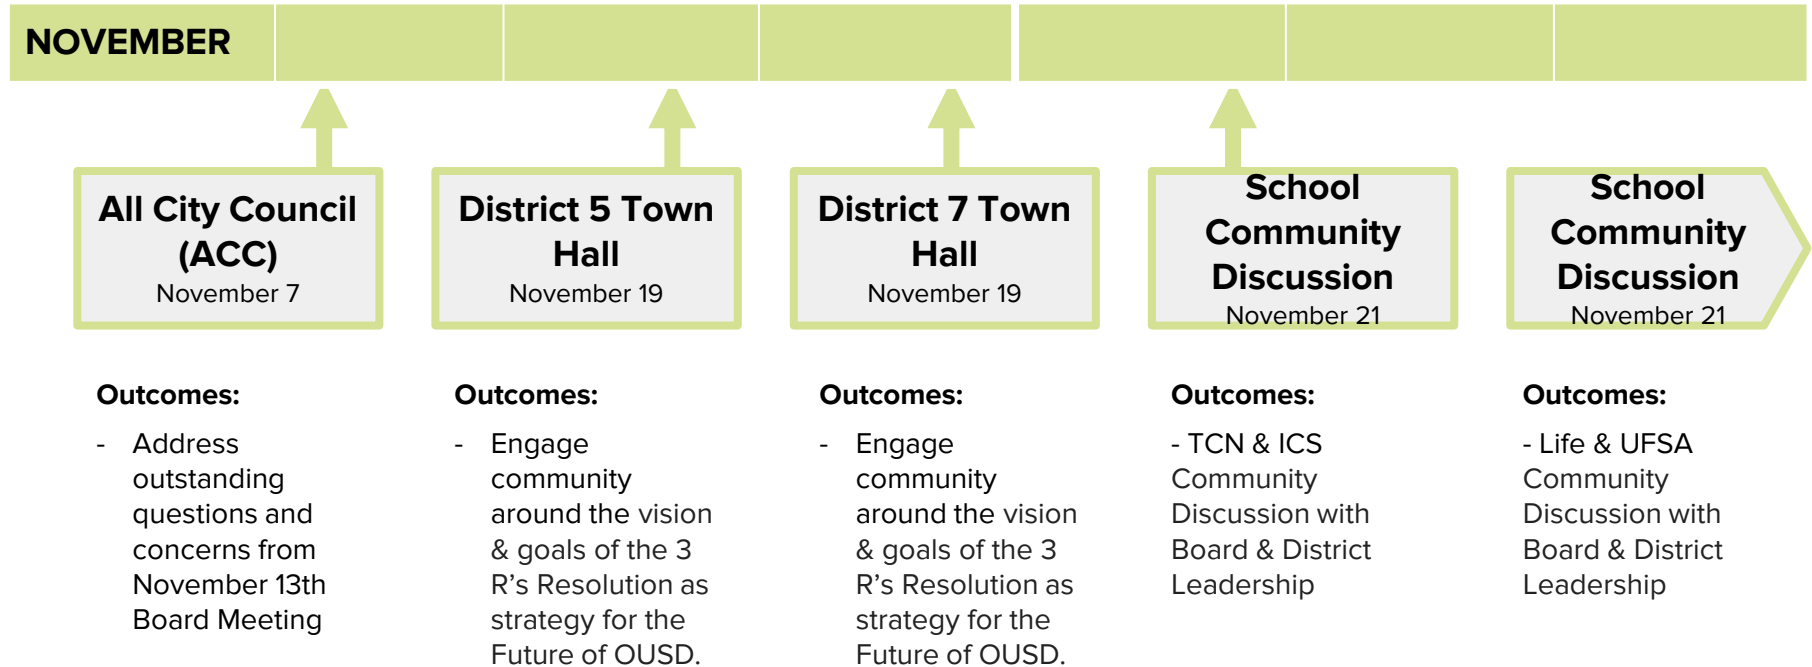 NOVEMBER
All City Council
(ACC)
November 7
District 5 Town
Hall
November 19
District 7 Town
Hall
November 19
School
Community
Discussion
November 21
School
Community
Discussion
November 21
Outcomes:
- Address
outstanding
questions and
concerns from
November 13th
Board Meeting
Outcomes:
- Engage
community
around the vision
& goals of the 3
R’s Resolution as
strategy for the
Future of OUSD.
Outcomes:
- Engage
community
around the vision
& goals of the 3
R’s Resolution as
strategy for the
Future of OUSD.
Outcomes:
- TCN & ICS
Community
Discussion with
Board & District
Leadership
Outcomes:
- Life & UFSA
Community
Discussion with
Board & District
Leadership